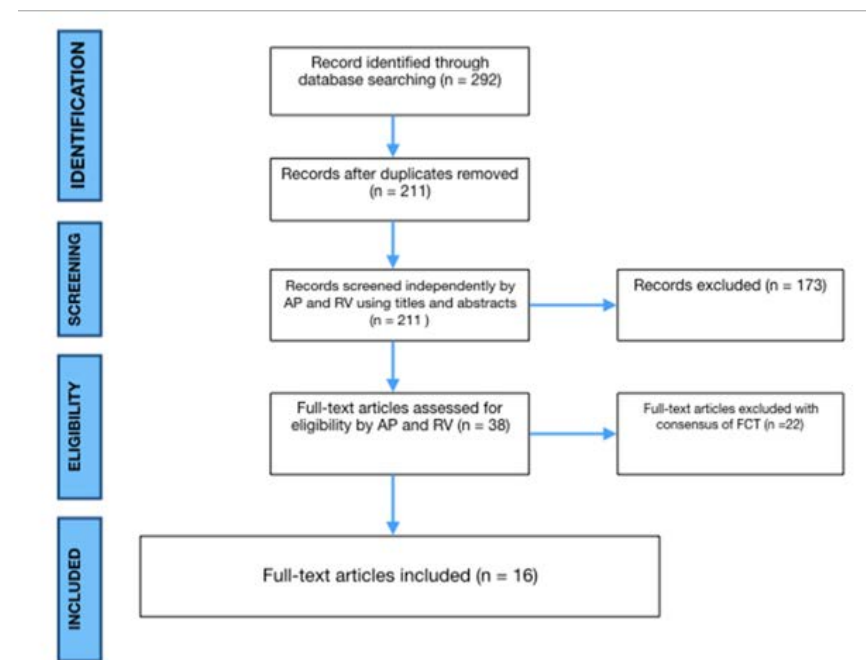 IDENTIFICATION
Record identified through
database searching (n = 292)
Records after duplicates removed
(n = 211)
SCREENING
Records screened independently by
AP and RV using titles and abstracts
(n = 211 )
Records excluded (n = 173)
ELIGIBILITY
Full-text articles assessed for
eligibility by AP and RV (n = 38)
Full-text articles excluded with
consensus of FCT (n =22)
INCLUDED
Full-text articles included (n = 16)